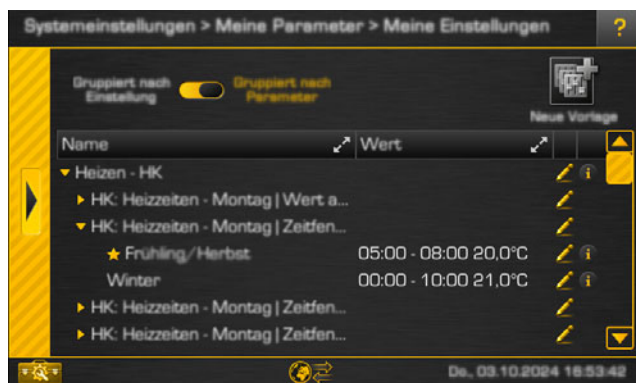 Systemeinstellungen > Meine Parameter > Meine Einstellungen ?
Gruppiert nach Einstellung
Gruppiert nach Parameter
Neue Vorlage
Name Wert
Heizen - HK
HK: Heizzeiten - Montag | Wert a...
HK: Heizzeiten - Montag | Zeitfen...
Frühling/Herbst 05:00 - 08:00 20,0°C
Winter 00:00 - 10:00 21,0°C
HK: Heizzeiten - Montag | Zeitfen...
HK: Heizzeiten - Montag | Zeitfen...
Do., 03.10.2024 16:53:42